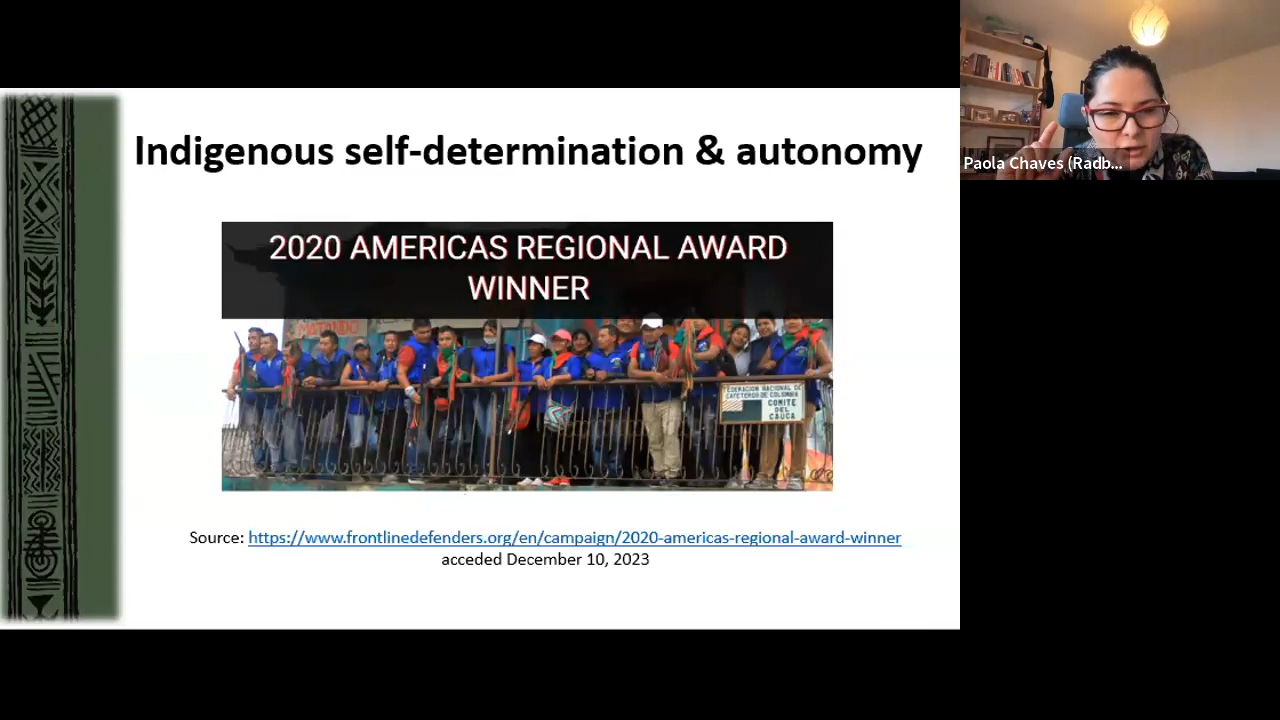 Indigenous self-determination & autonomy
2020 AMERICAS REGIONAL AWARD
WINNER
MATANDO
FEDERACION NACIONAL DE
CAFETEROS DE COLOMBIA
COMITE
DEL
CAUCA
Source: https://www.frontlinedefenders.org/en/campaign/2020-americas-regional-award-winner
acceded December 10, 2023
Paola Chaves (Radb...